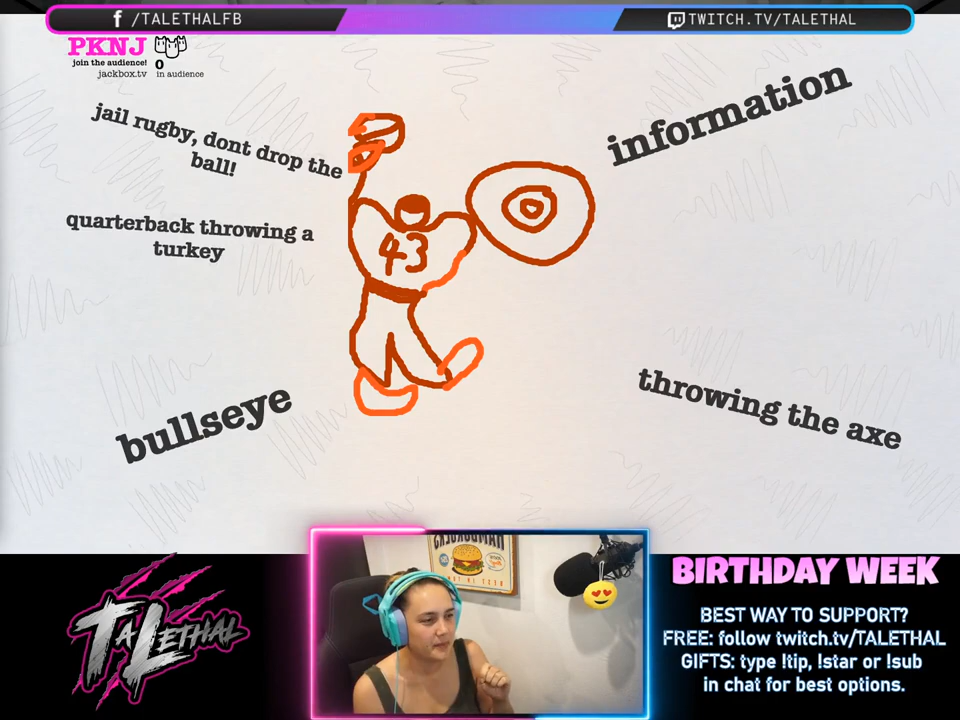 /TALETHALFB
TWITCH.TV/TALETHAL
PKNJ
join the audience!
jackbox.tv
0
in audience
jail rugby, dont drop the
ball!
quarterback throwing a
turkey
information
43
bullseye
throwing the axe
TALETHAL
BIRTHDAY WEEK
BEST WAY TO SUPPORT?
FREE: follow twitch.tv/TALETHAL
GIFTS: type !tip, !star or !sub
in chat for best options.